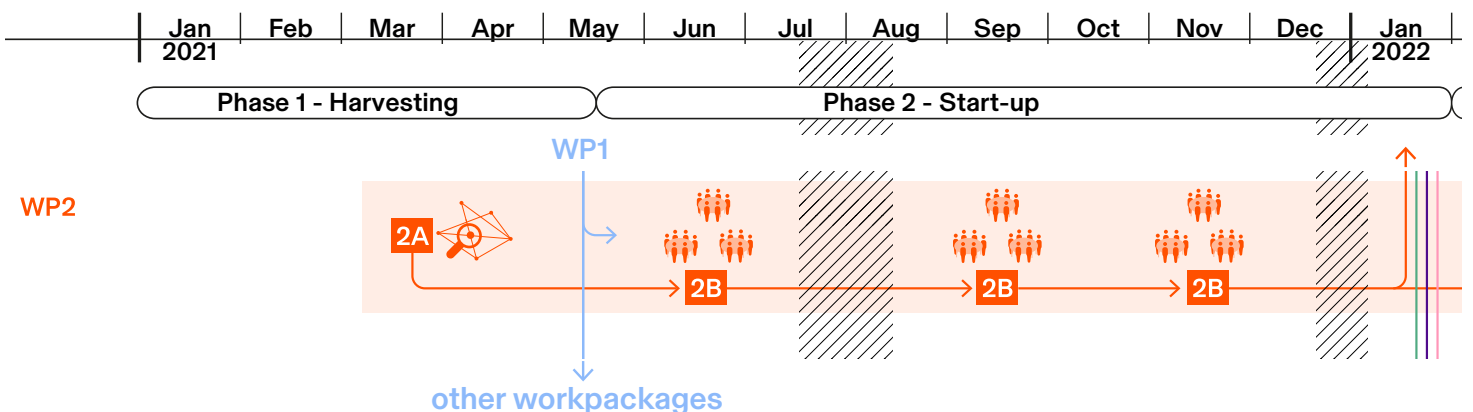 Jan Feb Mar Apr May Jun Jul Aug Sep Oct Nov Dec Jan
2021 2022
Phase 1 - Harvesting Phase 2 - Start-up
WP1
WP2
2A
2B 2B 2B
other workpackages